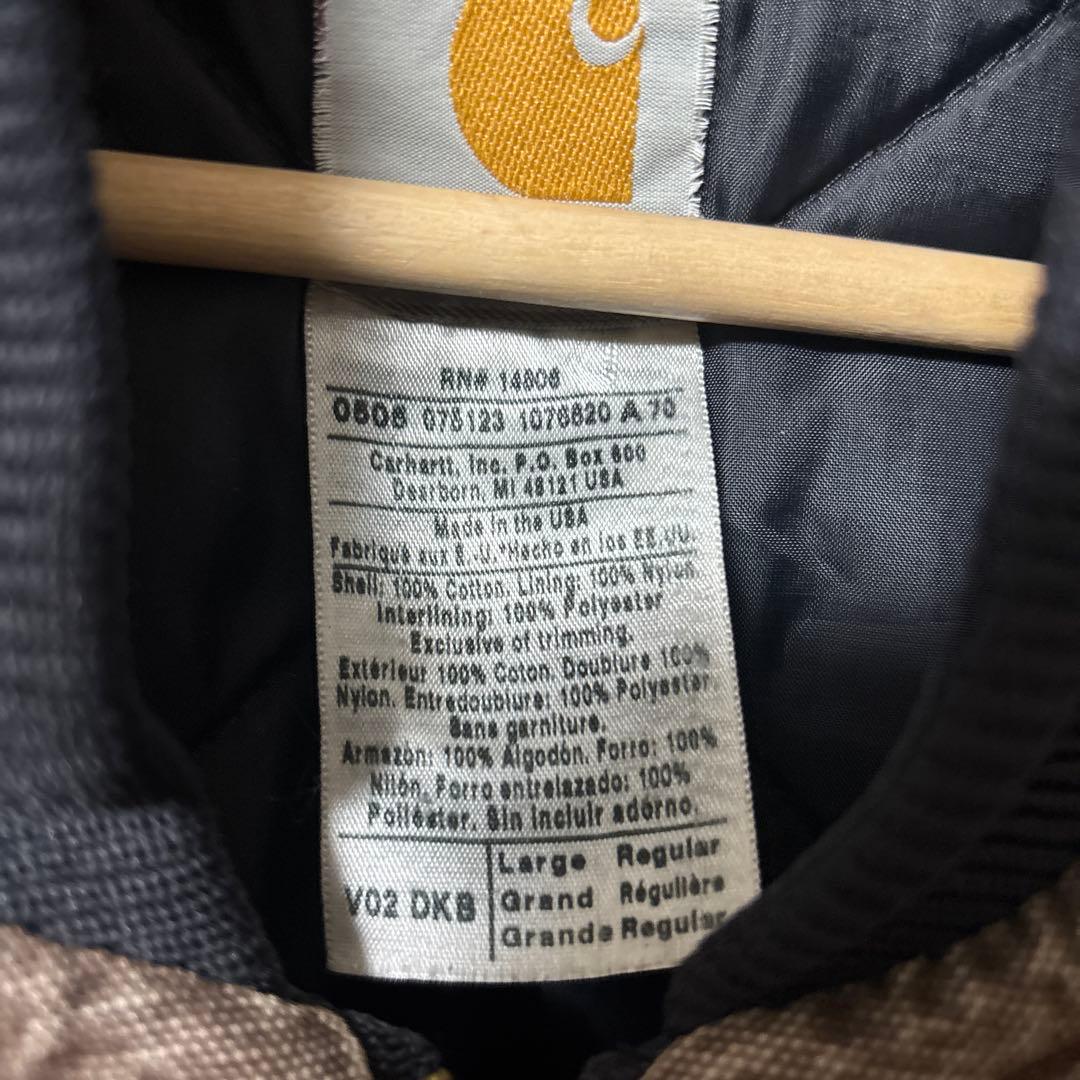 RN# 14806
0506 075123 1076620 A 70
Carhartt, Inc. P.O. Box 600
Dearborn, MI 48121 USA
Made in the USA
Fabriqué aux E.-U.*Hecho en los EE.UU.
Shell: 100% Cotton. Lining: 100% Nylon.
Interlining: 100% Polyester
Exclusive of trimming.
Extérieur 100% Coton. Doublure 100%
Nylon. Entredoublure: 100% Polyester.
Sans garniture.
Armazón: 100% Algodón. Forro: 100%
Nilón. Forro entrelazado: 100%
Poliéster. Sin incluir adorno.
V02 DKB
Large Regular
Grand Régulière
Grande Regular